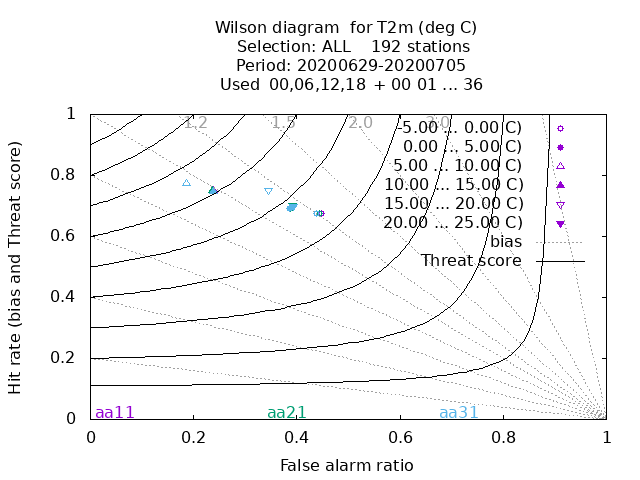 Wilson diagram  for T2m (deg C)
Selection: ALL    192 stations
Period: 20200629-20200705
Used  00,06,12,18  + 00 01 ... 36
1.2 1.5 2.0 3.0
-5.00 ... 0.00 C)
0.00 ... 5.00 C)
5.00 ... 10.00 C)
10.00 ... 15.00 C)
15.00 ... 20.00 C)
20.00 ... 25.00 C)
bias
Threat score
1
0.8
0.6
0.4
0.2
0
Hit rate (bias and Threat score)
aa11 aa21 aa31
0 0.2 0.4 0.6 0.8 1
False alarm ratio